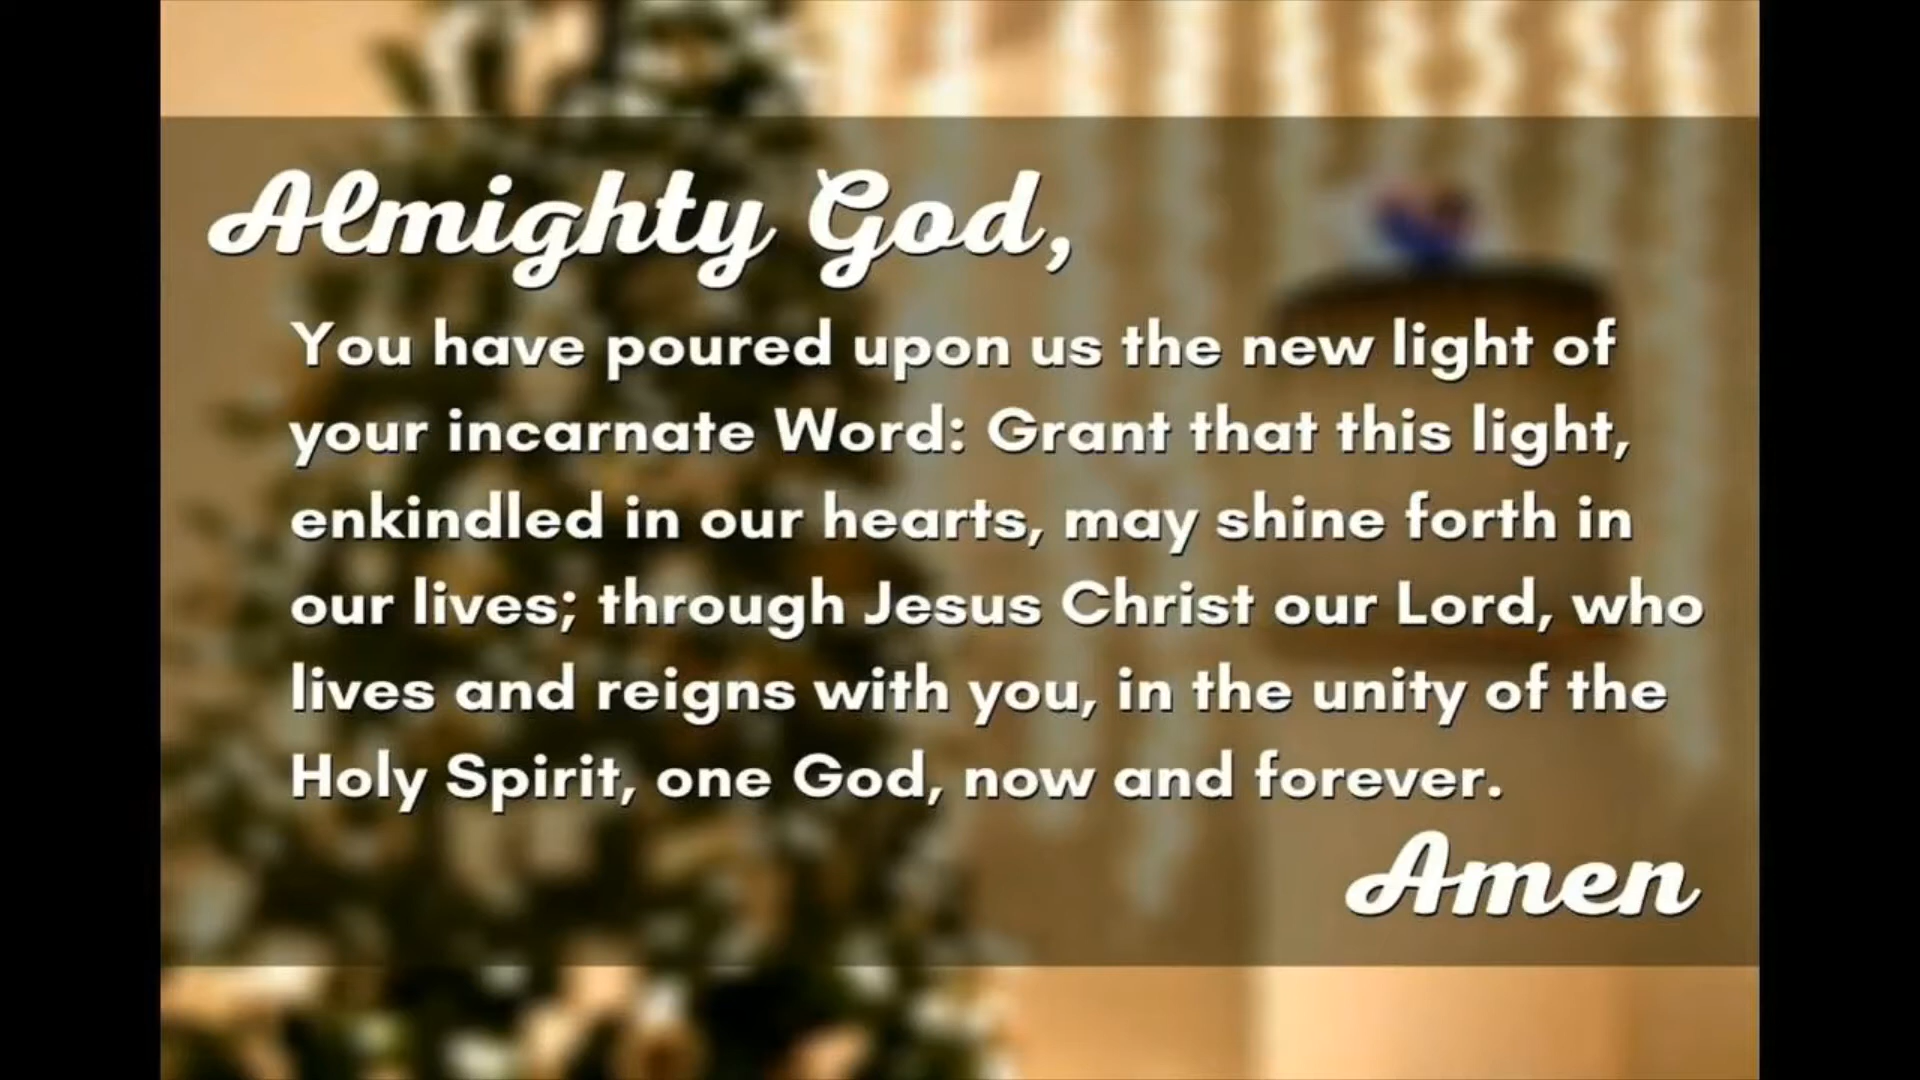 Almighty God,
You have poured upon us the new light of
your incarnate Word: Grant that this light,
enkindled in our hearts, may shine forth in
our lives; through Jesus Christ our Lord, who
lives and reigns with you, in the unity of the
Holy Spirit, one God, now and forever.
Amen